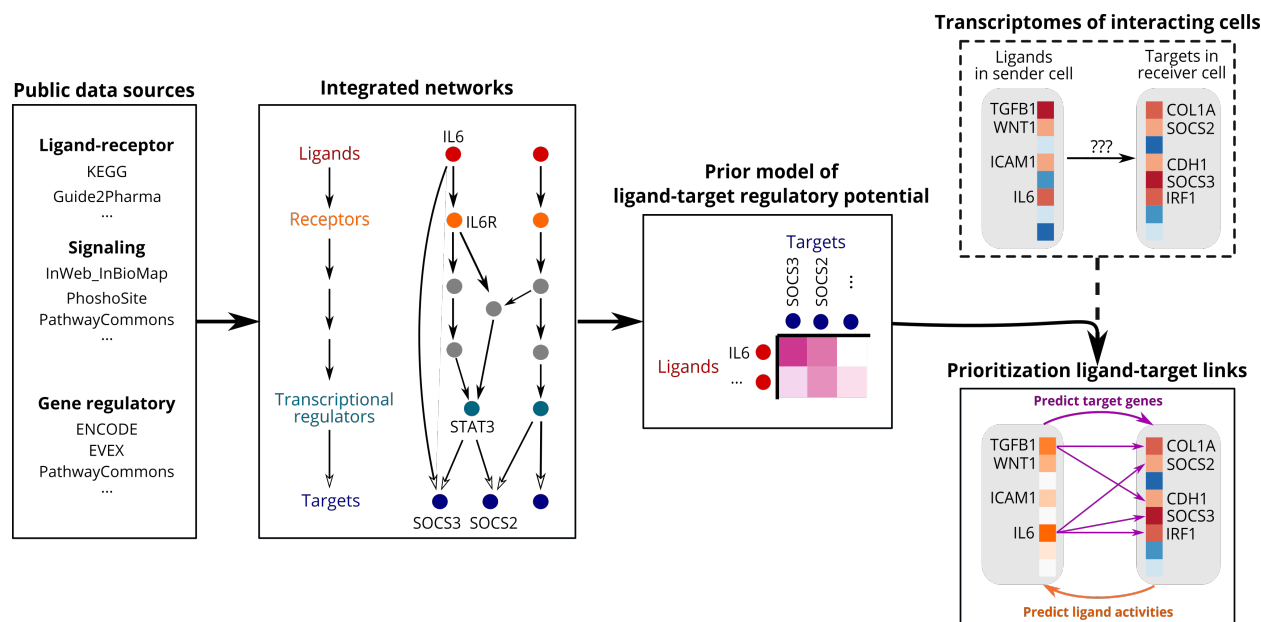 Public data sources
Ligand-receptor
KEGG
Guide2Pharma
...
Signaling
InWeb_InBioMap
PhoshoSite
PathwayCommons
...
Gene regulatory
ENCODE
EVEX
PathwayCommons
...
Integrated networks
Ligands
Receptors
Transcriptional
regulators
Targets
IL6
IL6R
STAT3
SOCS3
SOCS2
Prior model of
ligand-target regulatory potential
Targets
SOCS3
SOCS2
...
Ligands
IL6
...
Transcriptomes of interacting cells
Ligands
in sender cell
Targets in
receiver cell
TGFB1
WNT1
ICAM1
IL6
???
COL1A
SOCS2
CDH1
SOCS3
IRF1
Prioritization ligand-target links
Predict target genes
TGFB1
WNT1
ICAM1
IL6
COL1A
SOCS2
CDH1
SOCS3
IRF1
Predict ligand activities